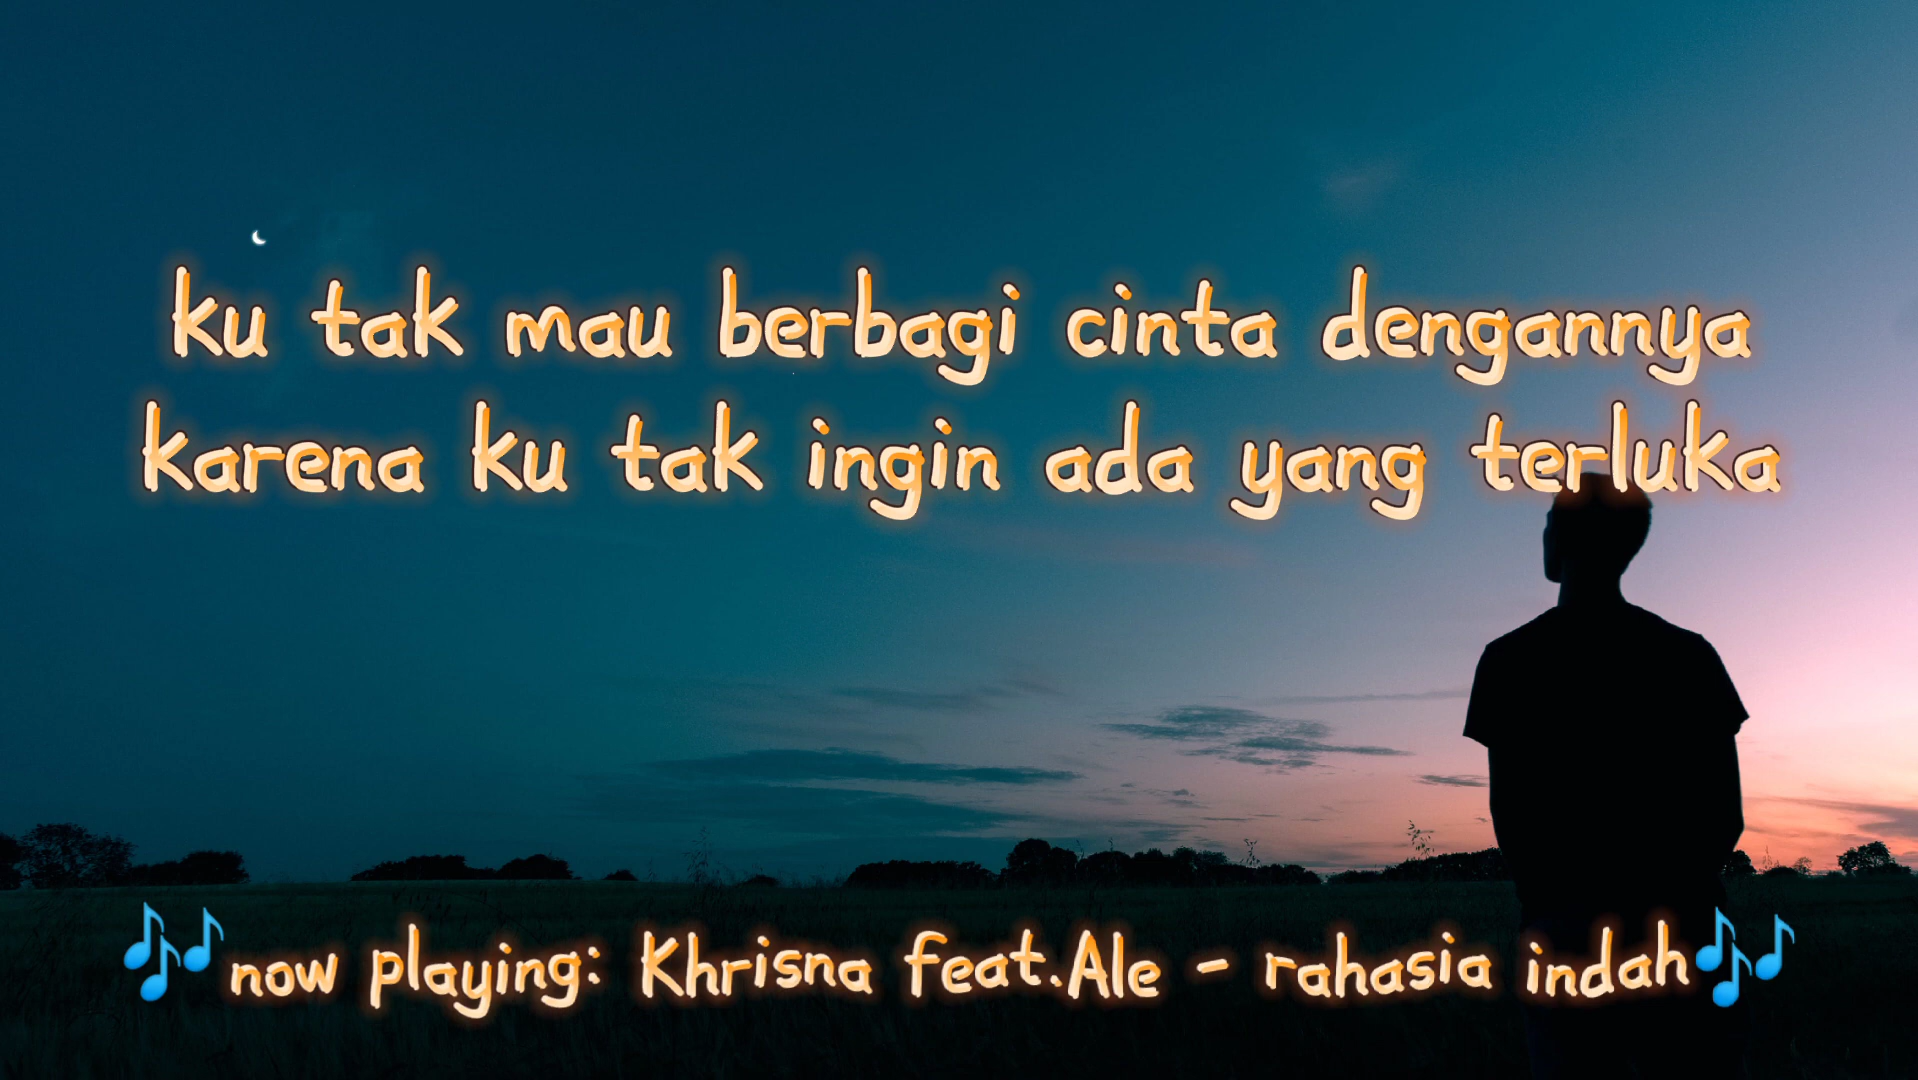 ku tak mau berbagi cinta dengannya
karena ku tak ingin ada yang terluka
🎶now playing: Khrisna feat.Ale - rahasia indah🎶